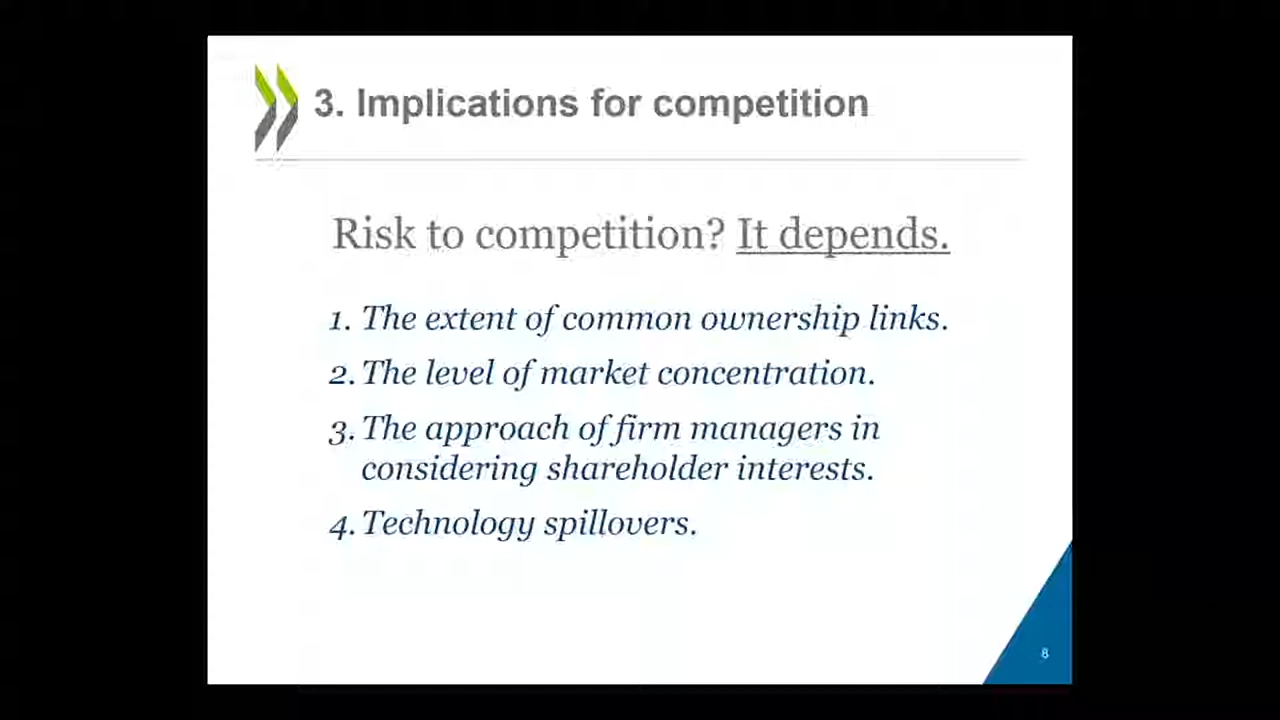 3. Implications for competition
Risk to competition? It depends.
1. The extent of common ownership links.
2. The level of market concentration.
3. The approach of firm managers in
considering shareholder interests.
4. Technology spillovers.
8